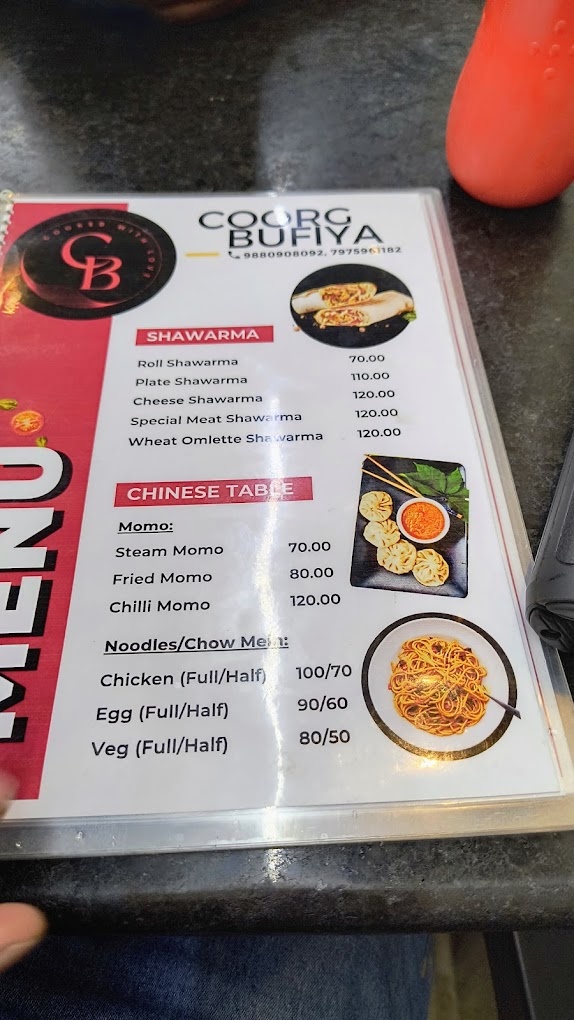 COOKED WITH LOVE
CB
COORG
BUFIYA
9880908092, 7975961182
MENU
SHAWARMA
Roll Shawarma 70.00
Plate Shawarma 110.00
Cheese Shawarma 120.00
Special Meat Shawarma 120.00
Wheat Omlette Shawarma 120.00
CHINESE TABLE
Momo:
Steam Momo 70.00
Fried Momo 80.00
Chilli Momo 120.00
Noodles/Chow Mein:
Chicken (Full/Half) 100/70
Egg (Full/Half) 90/60
Veg (Full/Half) 80/50